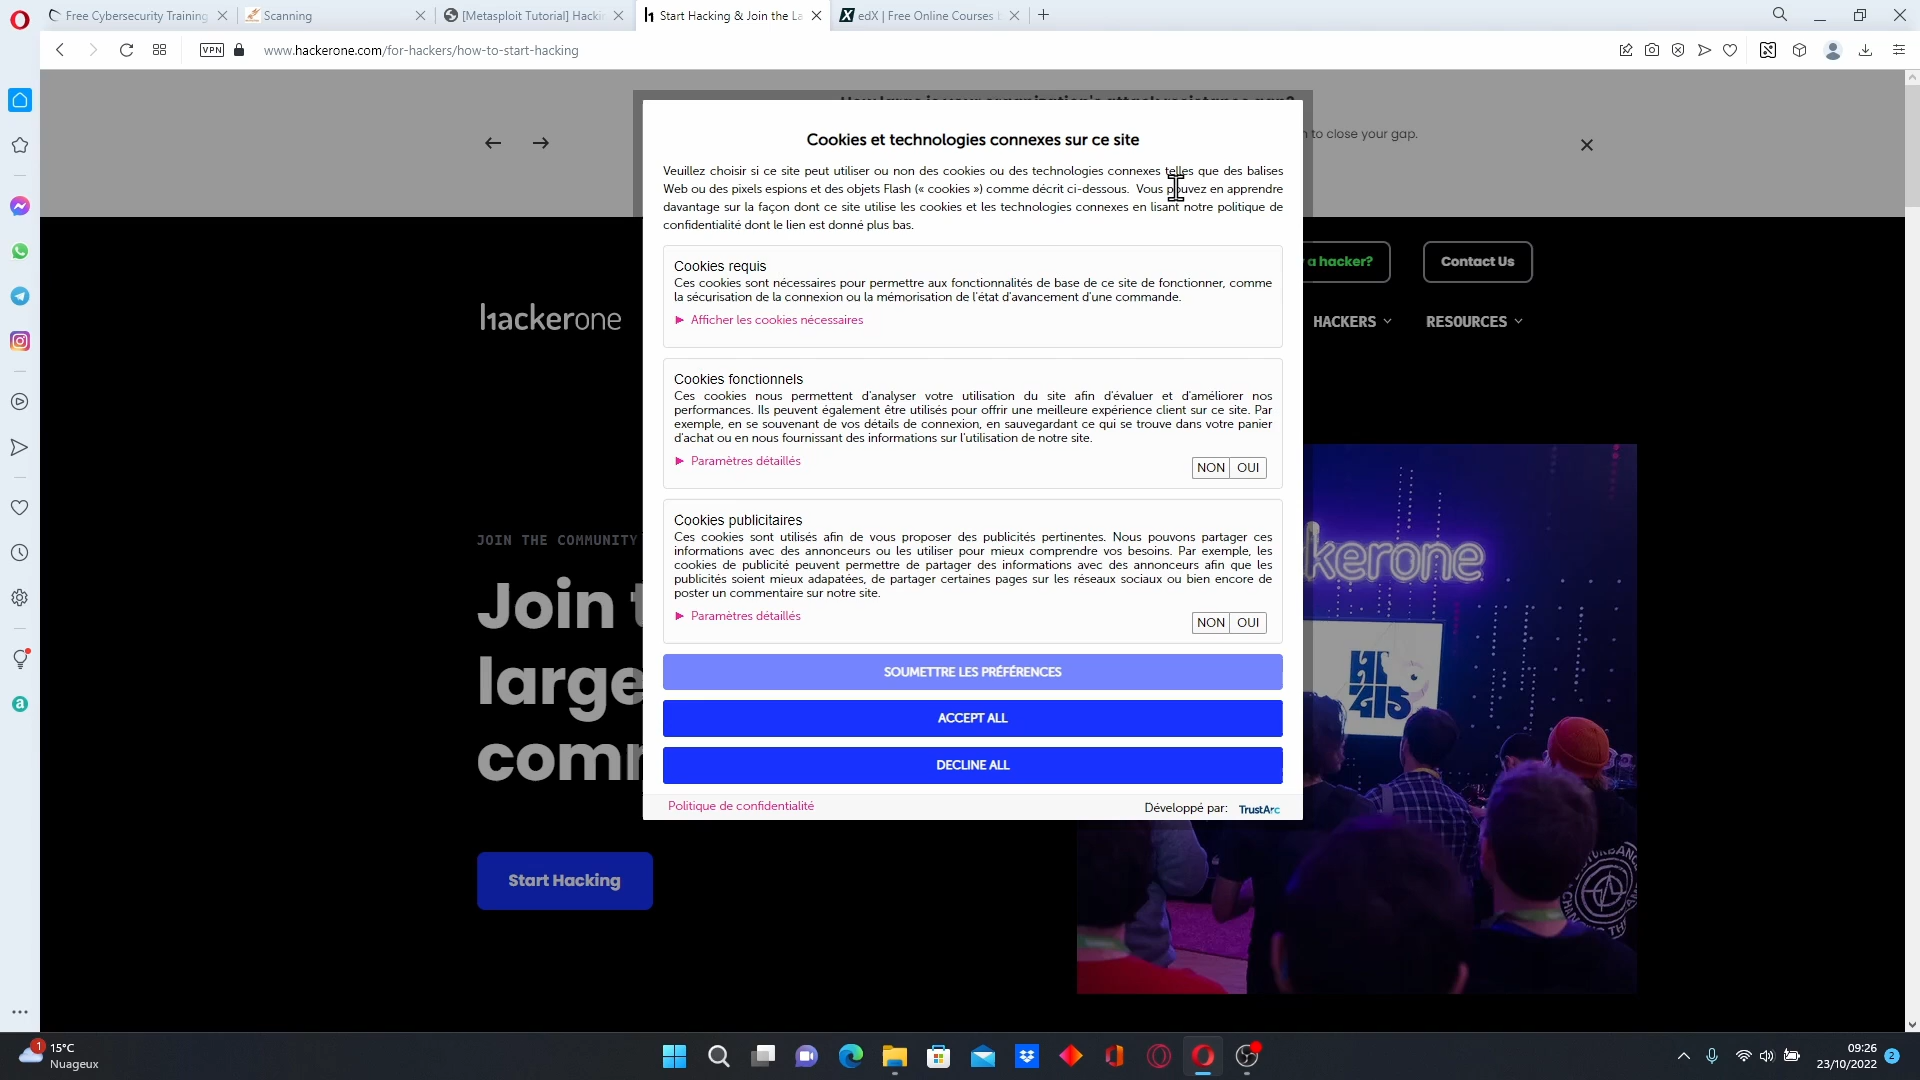 Free Cybersecurity Training
Scanning
[Metasploit Tutorial] Hackin
Start Hacking & Join the La
edX | Free Online Courses
VPN
www.hackerone.com/for-hackers/how-to-start-hacking
How large is your organization's attack resistance gap?
n to close your gap.
Cookies et technologies connexes sur ce site
Veuillez choisir si ce site peut utiliser ou non des cookies ou des technologies connexes telles que des balises
Web ou des pixels espions et des objets Flash (« cookies ») comme décrit ci-dessous. Vous pouvez en apprendre
davantage sur la façon dont ce site utilise les cookies et les technologies connexes en lisant notre politique de
confidentialité dont le lien est donné plus bas.
Cookies requis
Ces cookies sont nécessaires pour permettre aux fonctionnalités de base de ce site de fonctionner, comme
la sécurisation de la connexion ou la mémorisation de l'état d'avancement d'une commande.
► Afficher les cookies nécessaires
Cookies fonctionnels
Ces cookies nous permettent d'analyser votre utilisation du site afin d'évaluer et d'améliorer nos
performances. Ils peuvent également être utilisés pour offrir une meilleure expérience client sur ce site. Par
exemple, en se souvenant de vos détails de connexion, en sauvegardant ce qui se trouve dans votre panier
d'achat ou en nous fournissant des informations sur l'utilisation de notre site.
► Paramètres détaillés
NON OUI
Cookies publicitaires
Ces cookies sont utilisés afin de vous proposer des publicités pertinentes. Nous pouvons partager ces
informations avec des annonceurs ou les utiliser pour mieux comprendre vos besoins. Par exemple, les
cookies de publicité peuvent permettre de partager des informations avec des annonceurs afin que les
publicités soient mieux adapatées, de partager certaines pages sur les réseaux sociaux ou bien encore de
poster un commentaire sur notre site.
► Paramètres détaillés
NON OUI
SOUMETTRE LES PRÉFÉRENCES
ACCEPT ALL
DECLINE ALL
Politique de confidentialité
Développé par: TrustArc
a hacker?
Contact Us
hackerone
HACKERS
RESOURCES
JOIN THE COMMUNITY
Join t
large
comm
Start Hacking
kerone
H1
415
1
15°C
Nuageux
09:26
23/10/2022
2